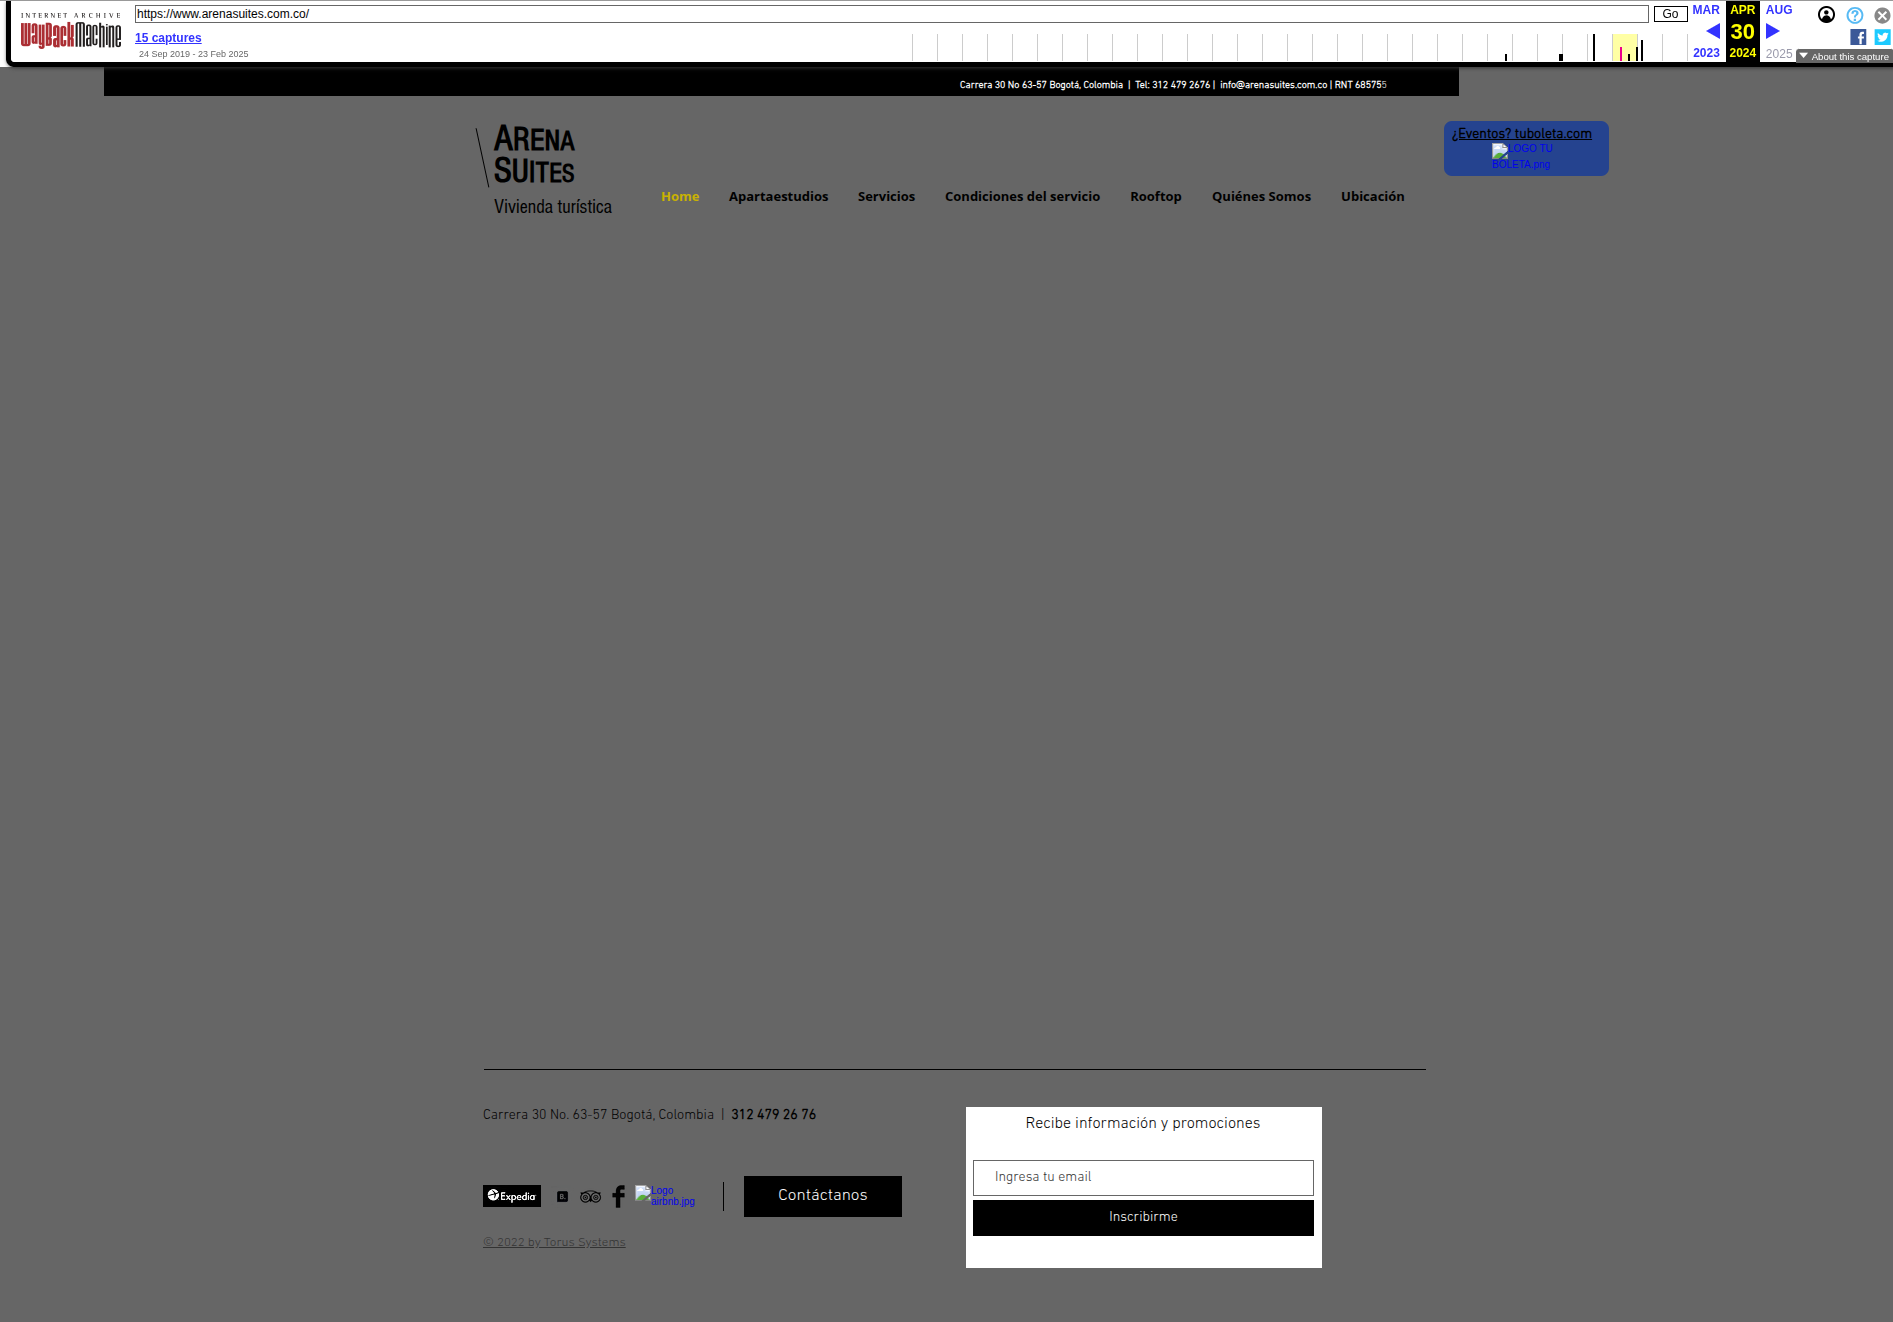 INTERNET ARCHIVE
WayBackMachine
https://www.arenasuites.com.co/
Go
15 captures
24 Sep 2019 - 23 Feb 2025
MAR APR AUG
30
2023 2024 2025
About this capture
Carrera 30 No 63-57 Bogotá, Colombia | Tel: 312 479 2676 | info@arenasuites.com.co | RNT 685755
ARENA
SUITES
Vivienda turística
¿Eventos? tuboleta.com
LOGO TU
BOLETA.png
Home Apartaestudios Servicios Condiciones del servicio Rooftop Quiénes Somos Ubicación
Carrera 30 No. 63-57 Bogotá, Colombia | 312 479 26 76
Expedia
B.
Logo
airbnb.jpg
Contáctanos
© 2022 by Torus Systems
Recibe información y promociones
Ingresa tu email
Inscribirme